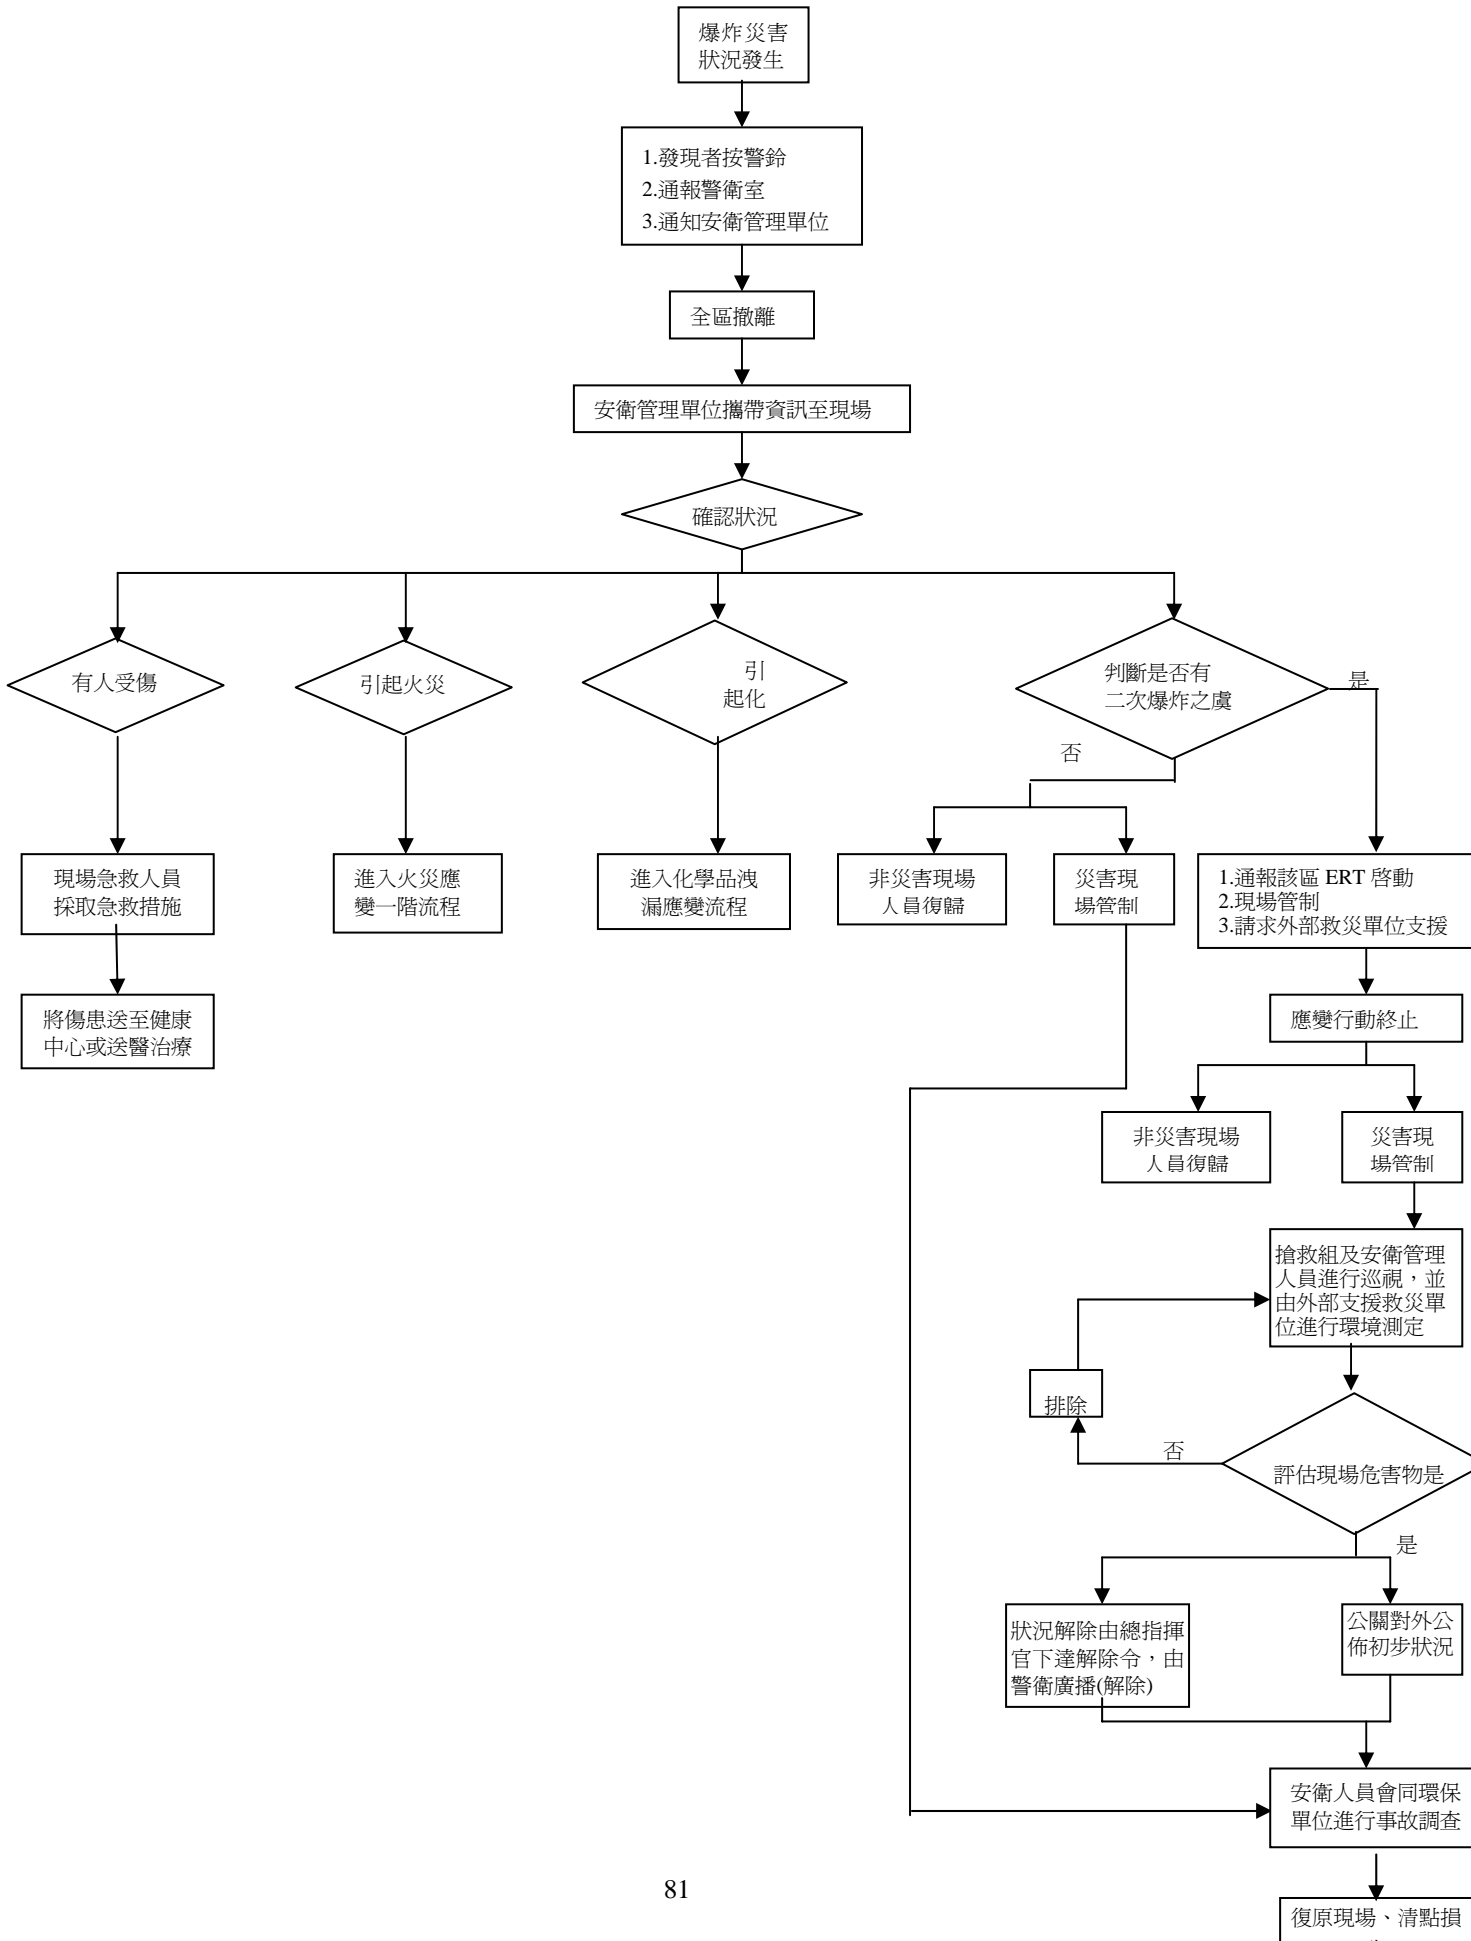 爆炸災害
狀況發生
1.發現者按警鈴
2.通報警衛室
3.通知安衛管理單位
全區撤離
安衛管理單位攜帶資訊至現場
確認狀況
有人受傷
引起火災
引
起化
判斷是否有
二次爆炸之虞
是
否
現場急救人員
採取急救措施
進入火災應
變一階流程
進入化學品洩
漏應變流程
非災害現場
人員復歸
災害現
場管制
1.通報該區 ERT 啓動
2.現場管制
3.請求外部救災單位支援
將傷患送至健康
中心或送醫治療
應變行動終止
非災害現場
人員復歸
災害現
場管制
搶救組及安衛管理
人員進行巡視，並
由外部支援救災單
位進行環境測定
排除
否
評估現場危害物是
是
狀況解除由總指揮
官下達解除令，由
警衛廣播(解除)
公關對外公
佈初步狀況
安衛人員會同環保
單位進行事故調查
復原現場、清點損
81